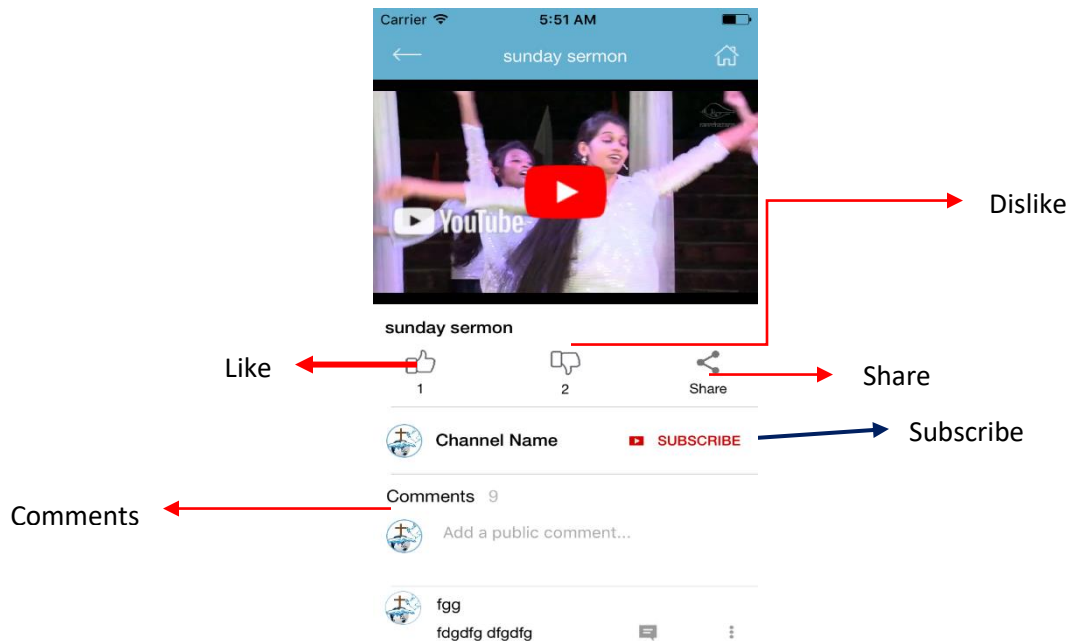 Carrier 5:51 AM
sunday sermon
YouTube
Dislike
sunday sermon
Like
1 2 Share
Share
Channel Name SUBSCRIBE
Subscribe
Comments 9
Comments
Add a public comment...
fgg
fdgdfg dfgdfg